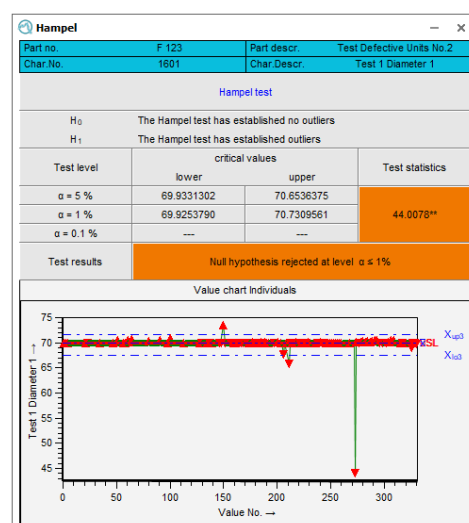 Hampel
Part no. F 123 Part descr. Test Defective Units No.2
Char.No. 1601 Char.Descr. Test 1 Diameter 1
Hampel test
H0 The Hampel test has established no outliers
H1 The Hampel test has established outliers
Test level critical values Test statistics
lower upper
α = 5 % 69.9331302 70.6536375
α = 1 % 69.9253790 70.7309561 44.0078**
α = 0.1 % --- ---
Test results Null hypothesis rejected at level α ≤ 1%
Value chart Individuals
75
70
65
60
55
50
45
Test 1 Diameter 1 →
Xup3
SL
Xlo3
0 50 100 150 200 250 300
Value No. →